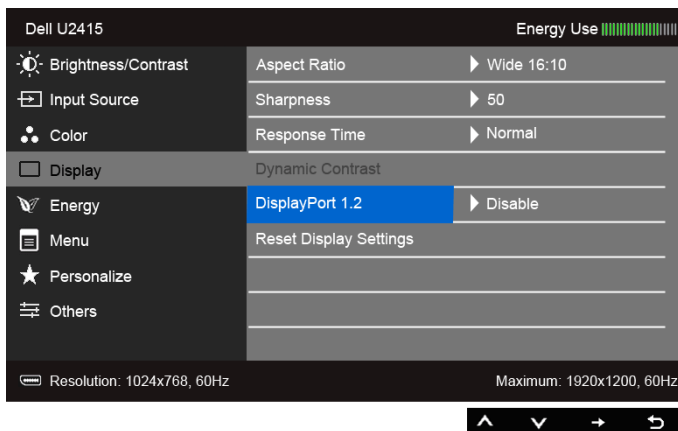 Dell U2415 Energy Use
Brightness/Contrast Aspect Ratio Wide 16:10
Input Source Sharpness 50
Color Response Time Normal
Display Dynamic Contrast
Energy DisplayPort 1.2 Disable
Menu Reset Display Settings
Personalize
Others
Resolution: 1024x768, 60Hz Maximum: 1920x1200, 60Hz